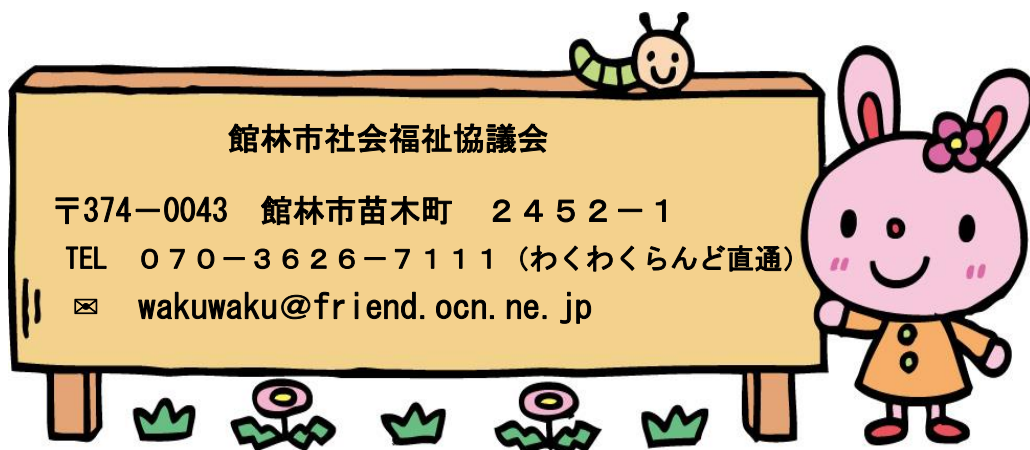 館林市社会福祉協議会
〒374－0043　館林市苗木町　２４５２－１
TEL　０７０－３６２６－７１１１（わくわくらんど直通）
✉　wakuwaku@friend.ocn.ne.jp